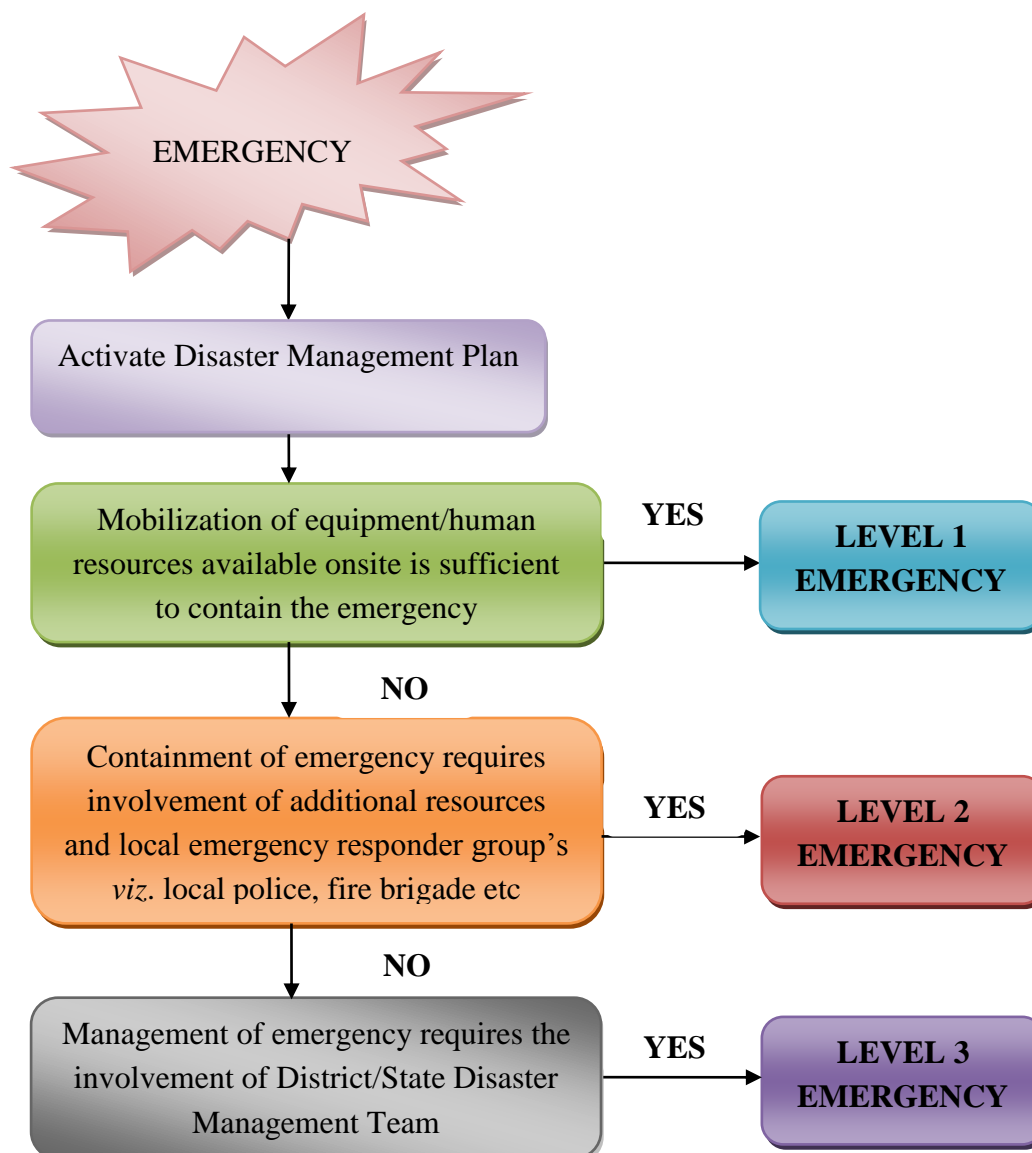 EMERGENCY
Activate Disaster Management Plan
Mobilization of equipment/human
resources available onsite is sufficient
to contain the emergency
YES
LEVEL 1
EMERGENCY
NO
Containment of emergency requires
involvement of additional resources
and local emergency responder group’s
viz. local police, fire brigade etc
YES
LEVEL 2
EMERGENCY
NO
Management of emergency requires the
involvement of District/State Disaster
Management Team
YES
LEVEL 3
EMERGENCY